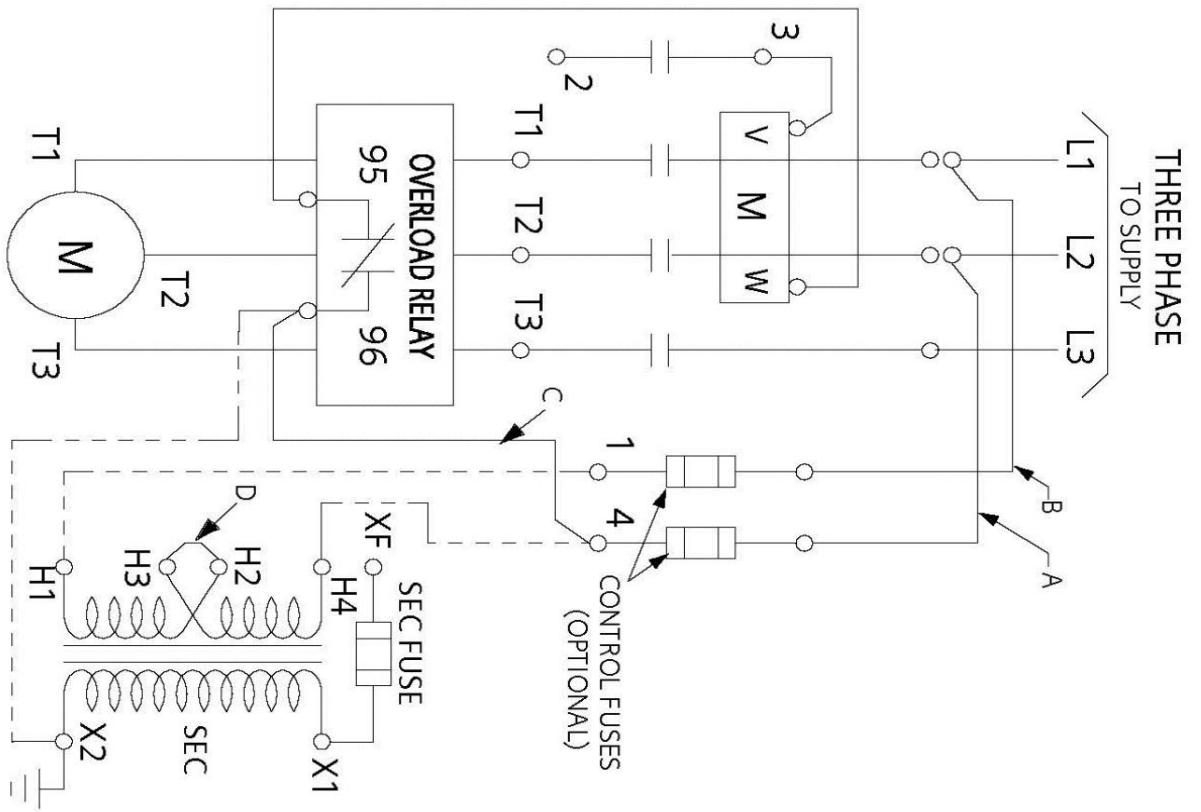 THREE PHASE
TO SUPPLY
L1
L2
L3
3
2
V
M
W
B
A
T1
T2
T3
1
4
C
CONTROL FUSES
(OPTIONAL)
OVERLOAD RELAY
95
96
T1
T2
T3
M
D
XF
SEC FUSE
H1
H3
H2
H4
SEC
X2
X1